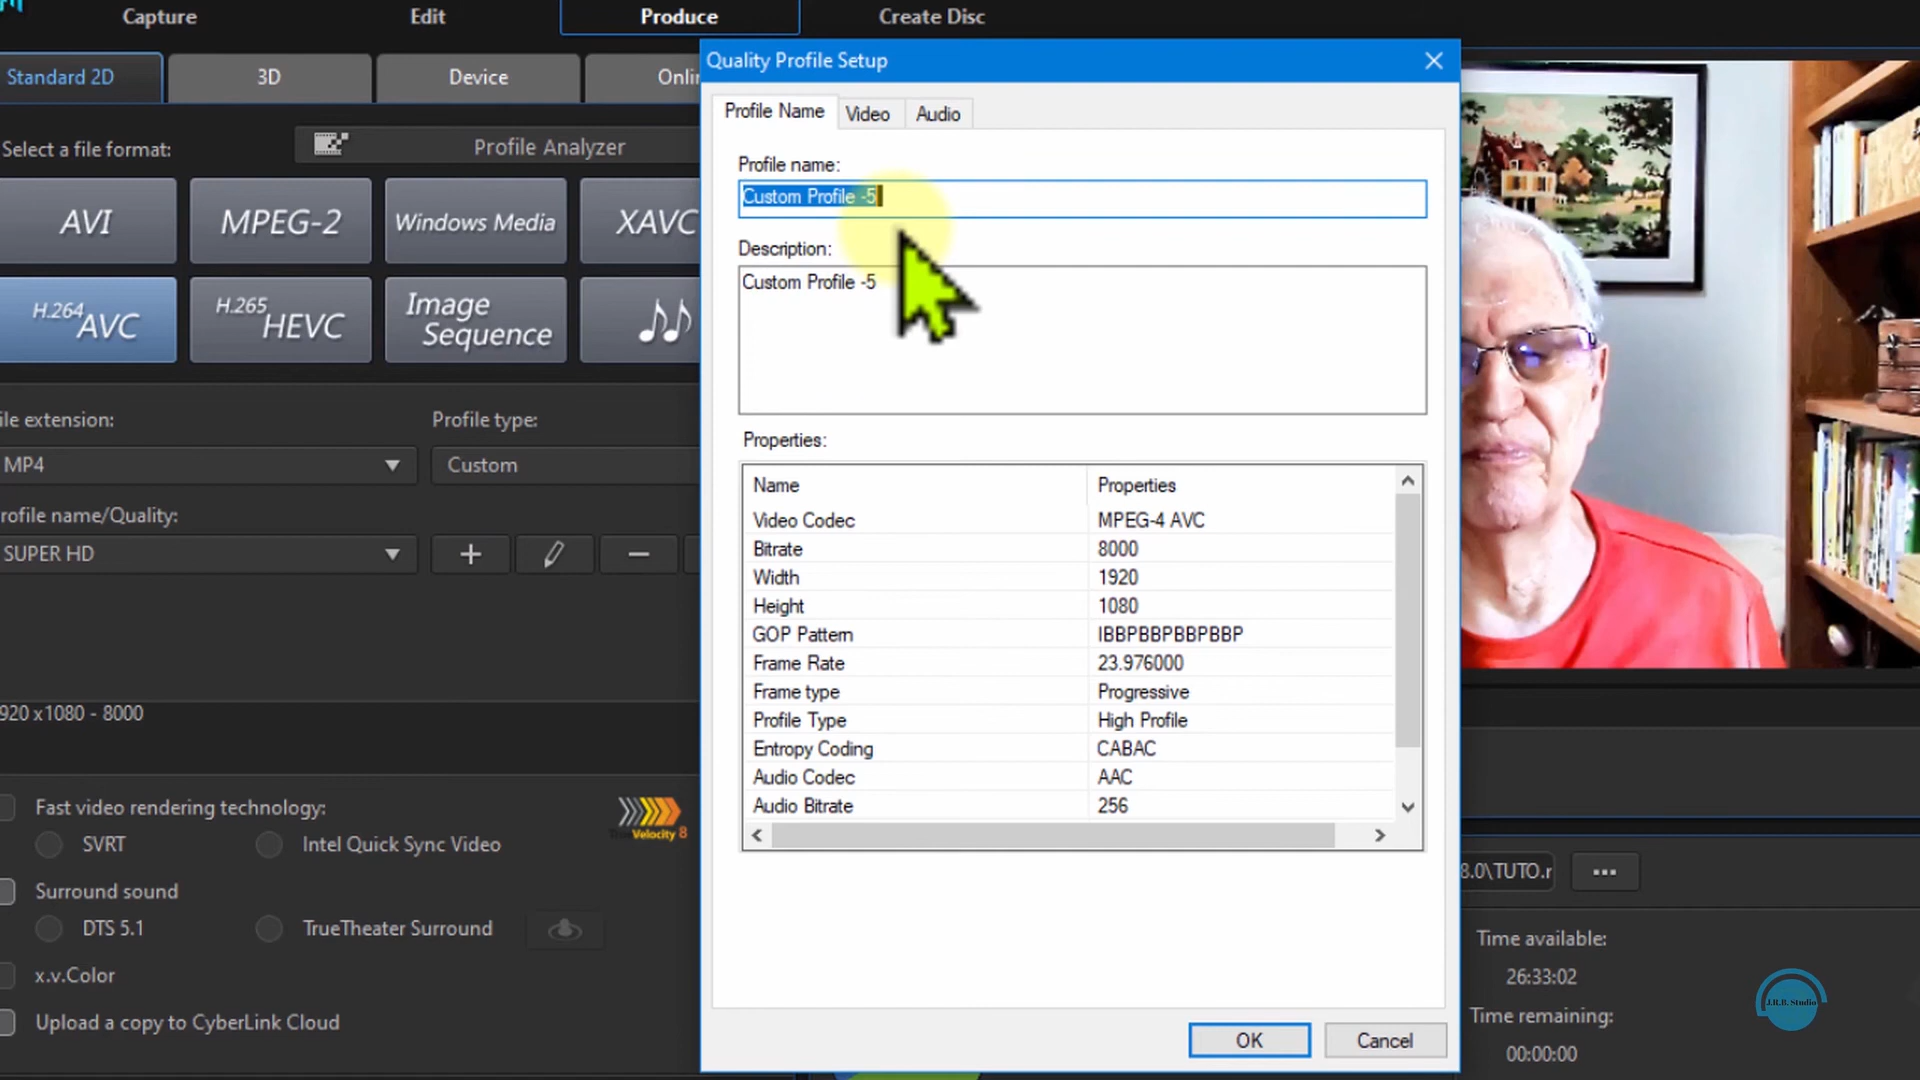 Capture Edit Produce Create Disc
Standard 2D 3D Device
Select a file format:
Profile Analyzer
AVI MPEG-2 Windows Media XAVC
H.264 AVC H.265 HEVC Image Sequence
ile extension: Profile type:
MP4 Custom
rofile name/Quality:
SUPER HD
920 x1080 - 8000
Fast video rendering technology:
SVRT Intel Quick Sync Video
Velocity 8
Surround sound
DTS 5.1 TrueTheater Surround
x.v.Color
Upload a copy to CyberLink Cloud
Quality Profile Setup
Profile Name Video Audio
Profile name:
Custom Profile -5
Description:
Custom Profile -5
Properties:
Name Properties
Video Codec MPEG-4 AVC
Bitrate 8000
Width 1920
Height 1080
GOP Pattern IBBPBBPBBPBBP
Frame Rate 23.976000
Frame type Progressive
Profile Type High Profile
Entropy Coding CABAC
Audio Codec AAC
Audio Bitrate 256
OK Cancel
8.0\TUTO.r ...
Time available:
26:33:02
Time remaining:
00:00:00
J.R.B. Studio